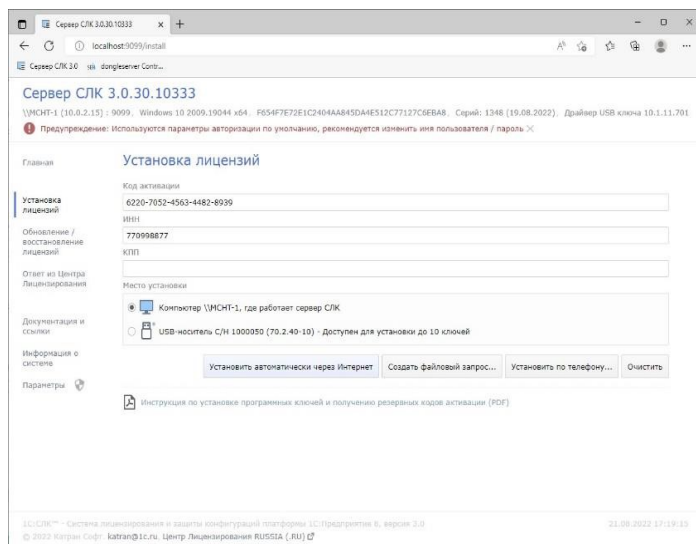 Сервер СЛК 3.0.30.10333
localhost:9099/install
Сервер СЛК 3.0
dongleserver Contr...
Сервер СЛК 3.0.30.10333
\\МСНТ-1 (10.0.2.15) : 9099, Windows 10 2009.19044 x64, F654F7E72E1C2404AA845DA4E512C77127C6EBA8, Серий: 1348 (19.08.2022), Драйвер USB ключа 10.1.11.701
Предупреждение: Используются параметры авторизации по умолчанию, рекомендуется изменить имя пользователя / пароль
Главная
Установка лицензий
Обновление / восстановление лицензий
Ответ из Центра Лицензирования
Документация и ссылки
Информация о системе
Параметры
Установка лицензий
Код активации
6220-7052-4563-4482-8939
ИНН
770998877
КПП
Место установки
Компьютер \\МСНТ-1, где работает сервер СЛК
USB-носитель С/Н 1000050 (70.2.40-10) - Доступен для установки до 10 ключей
Установить автоматически через Интернет
Создать файловый запрос...
Установить по телефону...
Очистить
Инструкция по установке программных ключей и получению резервных кодов активации (PDF)
1С:СЛК™ - Система лицензирования и защиты конфигураций платформы 1С:Предприятие 8, версия 3.0
21.08.2022 17:19:15
© 2022 Катран Софт, katran@1c.ru, Центр Лицензирования RUSSIA (.RU)